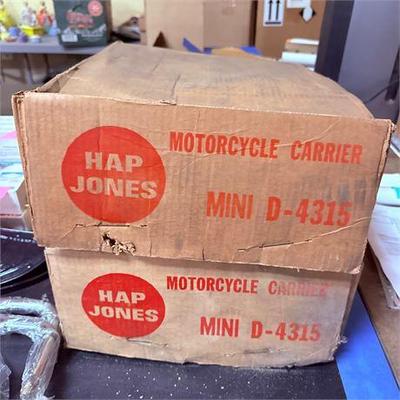 HAP
JONES
MOTORCYCLE CARRIER
MINI D-4315
HAP
JONES
MOTORCYCLE CARRIER
MINI D-4315